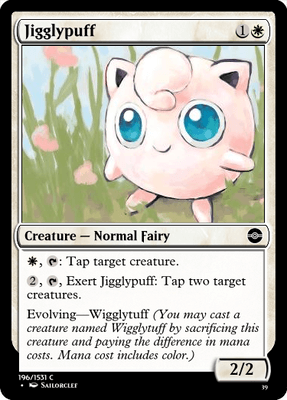 Jigglypuff 1
Creature — Normal Fairy
: Tap target creature.
2, : Exert Jigglypuff: Tap two target
creatures.
Evolving—Wigglytuff (You may cast a
creature named Wigglytuff by sacrificing this
creature and paying the difference in mana
costs. Mana cost includes color.)
2/2
196/1531 C
• Sailorclef
39